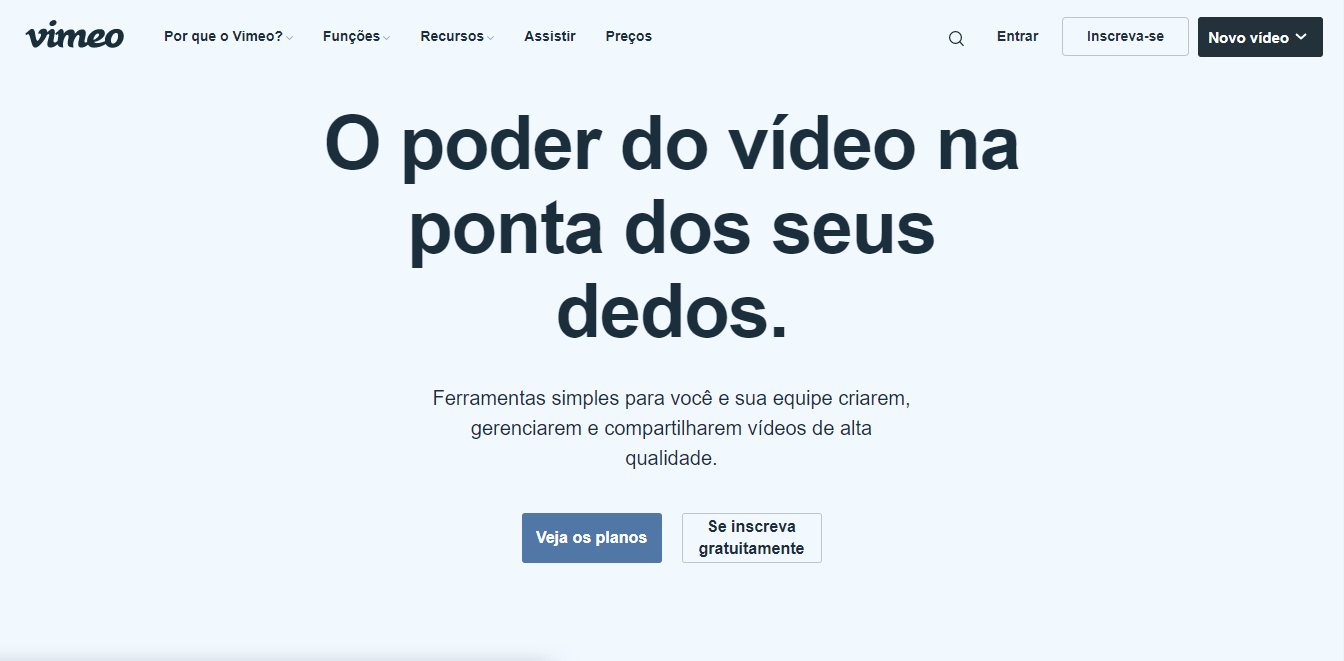 vimeo
Por que o Vimeo?
Funções
Recursos
Assistir
Preços
Entrar
Inscreva-se
Novo vídeo
O poder do vídeo na
ponta dos seus
dedos.
Ferramentas simples para você e sua equipe criarem,
gerenciarem e compartilharem vídeos de alta
qualidade.
Veja os planos
Se inscreva
gratuitamente